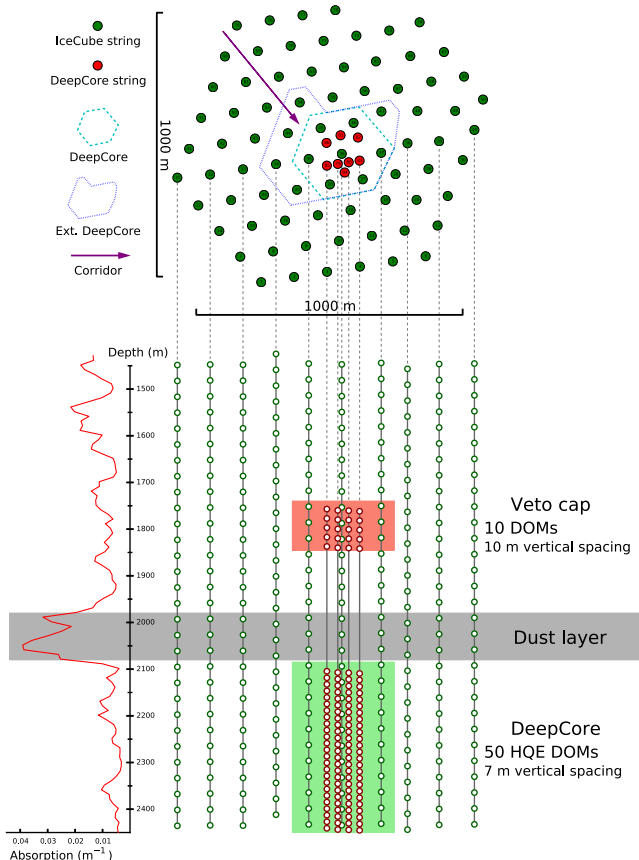 IceCube string
DeepCore string
DeepCore
Ext. DeepCore
Corridor
1000 m
1000 m
Depth (m)
1500
1600
1700
1800
1900
2000
2100
2200
2300
2400
Veto cap
10 DOMs
10 m vertical spacing
Dust layer
DeepCore
50 HQE DOMs
7 m vertical spacing
0.04 0.03 0.02 0.01
Absorption (m⁻¹)